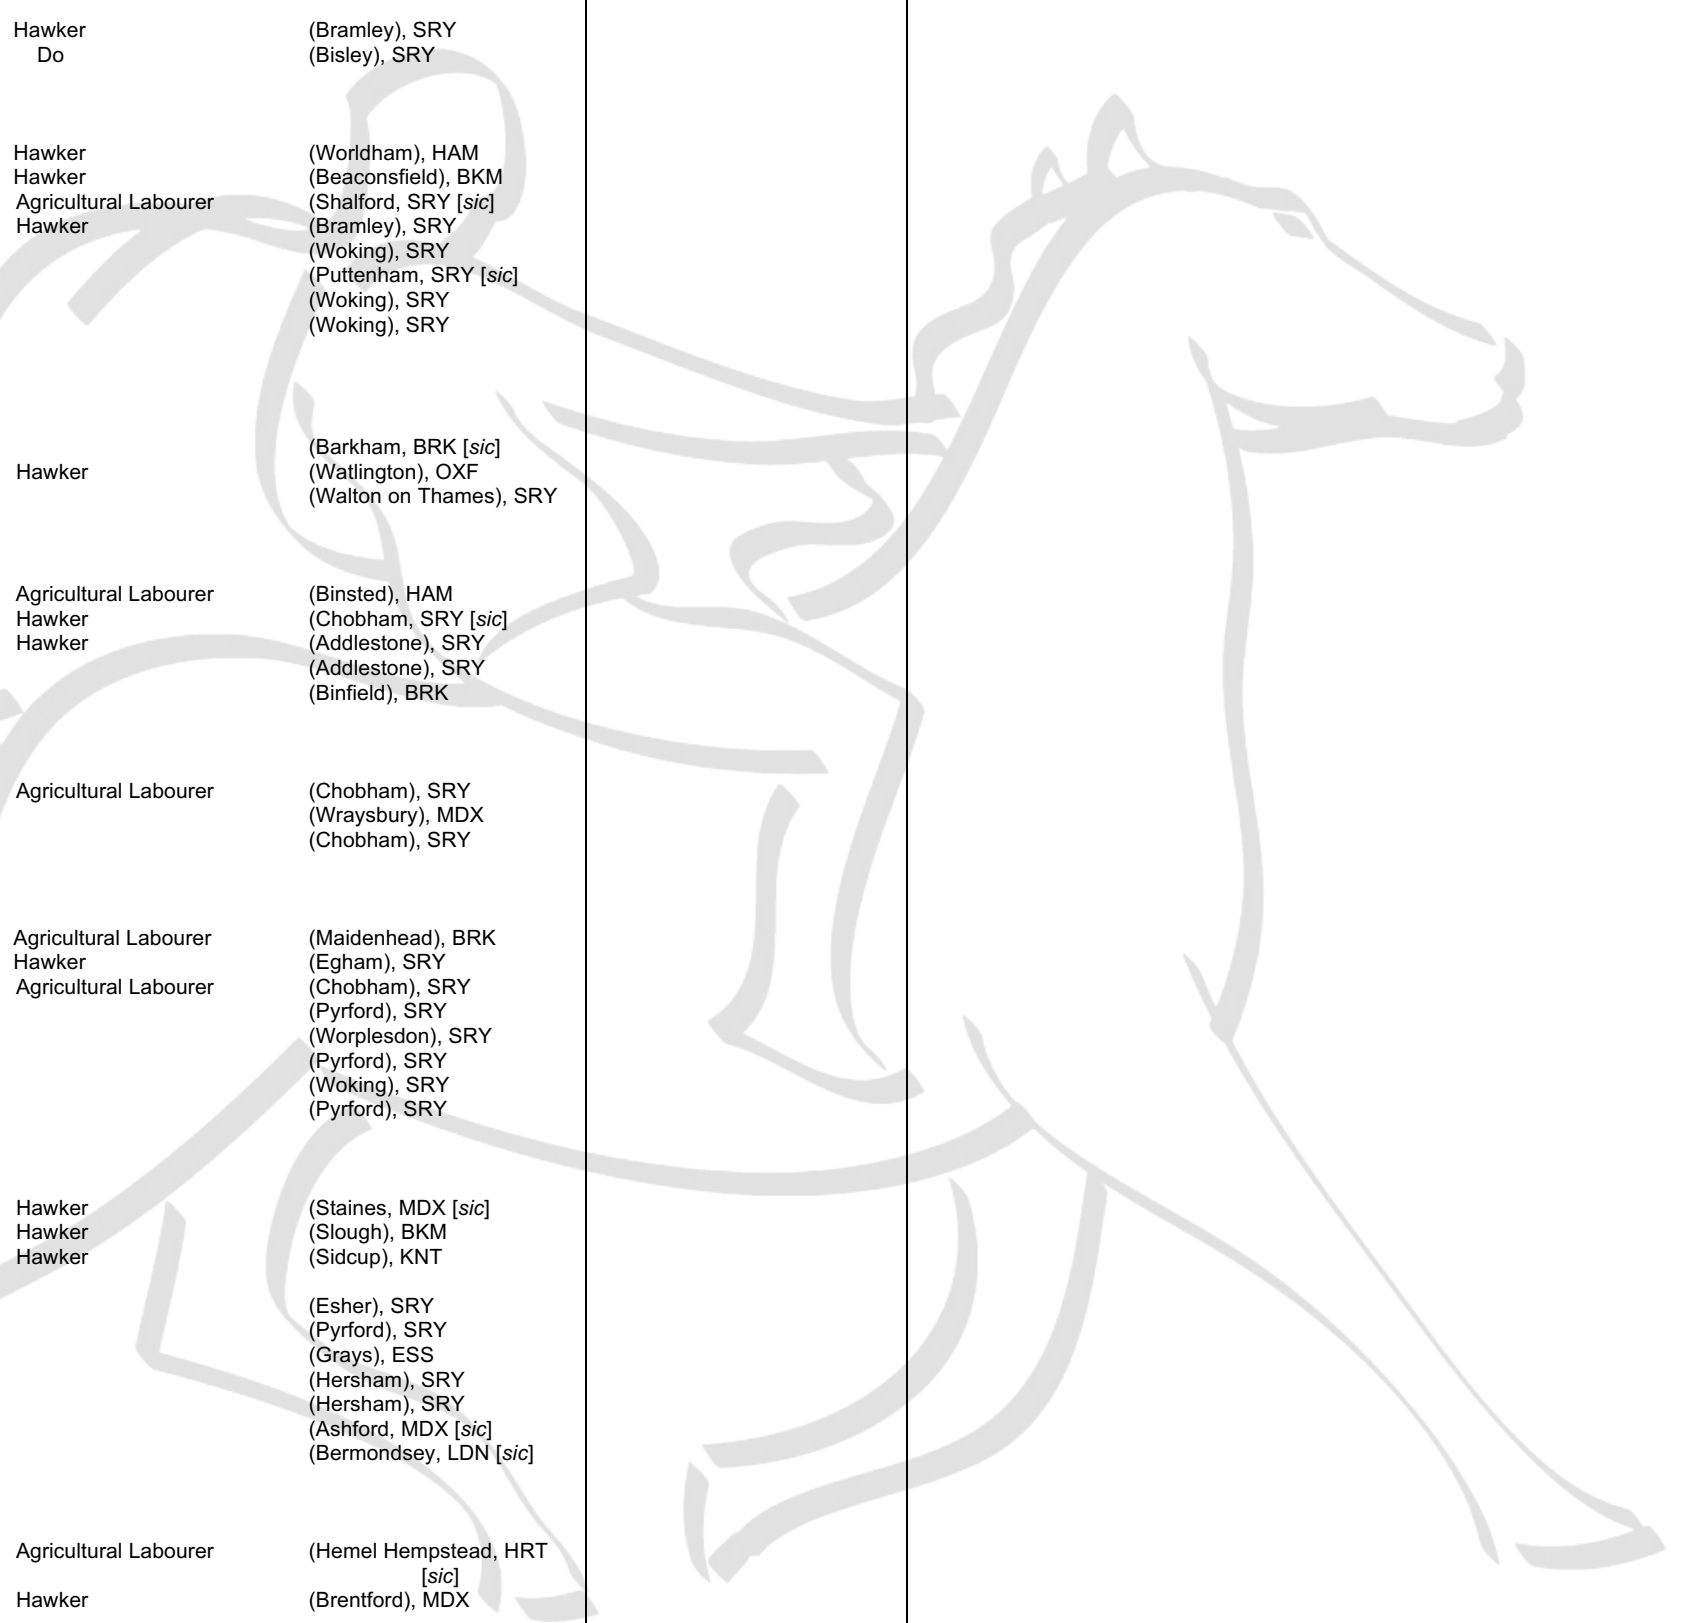 Hawker (Bramley), SRY
Do (Bisley), SRY
Hawker (Worldham), HAM
Hawker (Beaconsfield), BKM
Agricultural Labourer (Shalford, SRY [sic]
Hawker (Bramley), SRY
(Woking), SRY
(Puttenham, SRY [sic]
(Woking), SRY
(Woking), SRY
(Barkham, BRK [sic]
Hawker (Watlington), OXF
(Walton on Thames), SRY
Agricultural Labourer (Binsted), HAM
Hawker (Chobham, SRY [sic]
Hawker (Addlestone), SRY
(Addlestone), SRY
(Binfield), BRK
Agricultural Labourer (Chobham), SRY
(Wraysbury), MDX
(Chobham), SRY
Agricultural Labourer (Maidenhead), BRK
Hawker (Egham), SRY
Agricultural Labourer (Chobham), SRY
(Pyrford), SRY
(Worplesdon), SRY
(Pyrford), SRY
(Woking), SRY
(Pyrford), SRY
Hawker (Staines, MDX [sic]
Hawker (Slough), BKM
Hawker (Sidcup), KNT
(Esher), SRY
(Pyrford), SRY
(Grays), ESS
(Hersham), SRY
(Hersham), SRY
(Ashford, MDX [sic]
(Bermondsey, LDN [sic]
Agricultural Labourer (Hemel Hempstead, HRT
[sic]
Hawker (Brentford), MDX